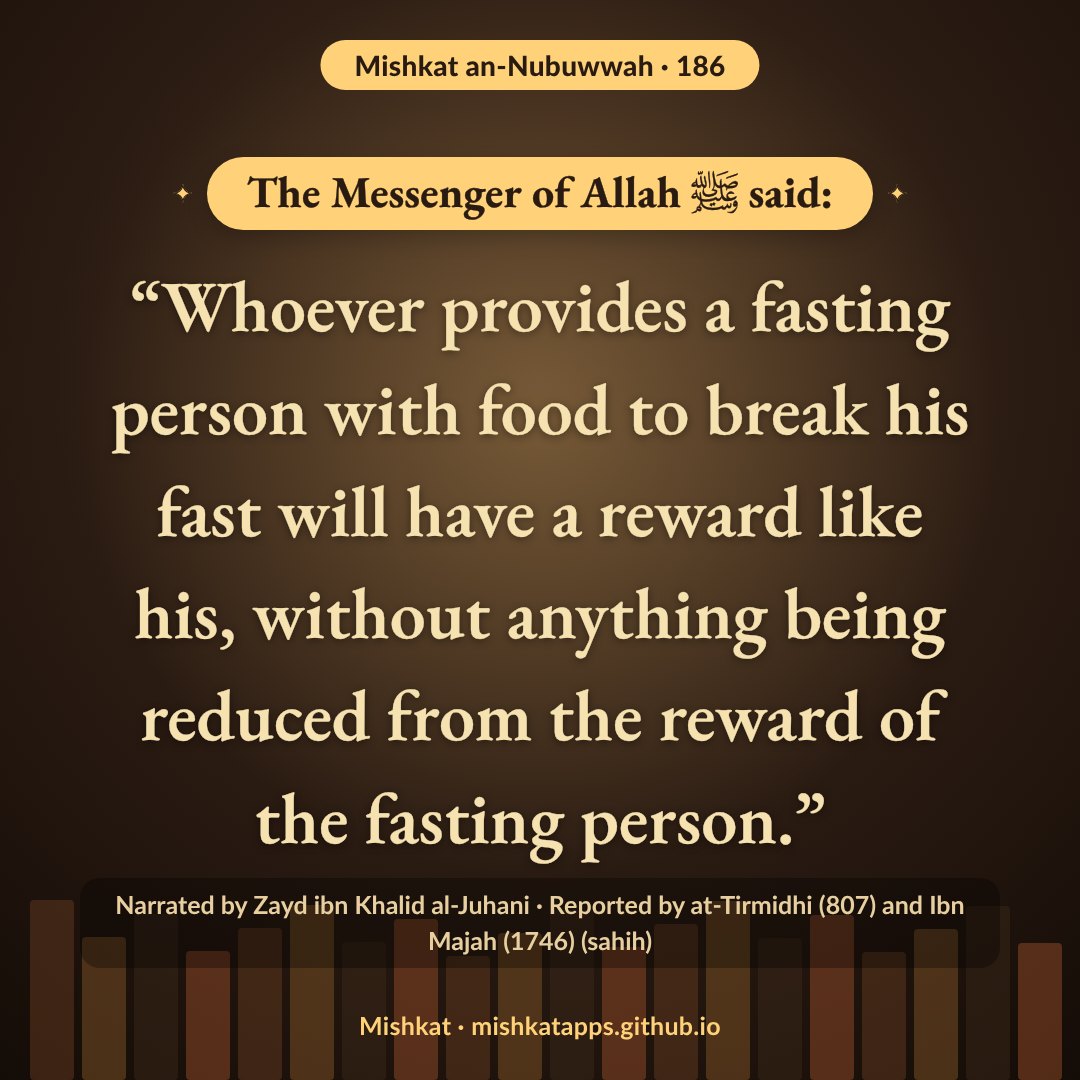 Mishkat an-Nubuwwah · 186
The Messenger of Allah ﷺ said:
“Whoever provides a fasting
person with food to break his
fast will have a reward like
his, without anything being
reduced from the reward of
the fasting person.”
Narrated by Zayd ibn Khalid al-Juhani · Reported by at-Tirmidhi (807) and Ibn
Majah (1746) (sahih)
Mishkat · mishkatapps.github.io